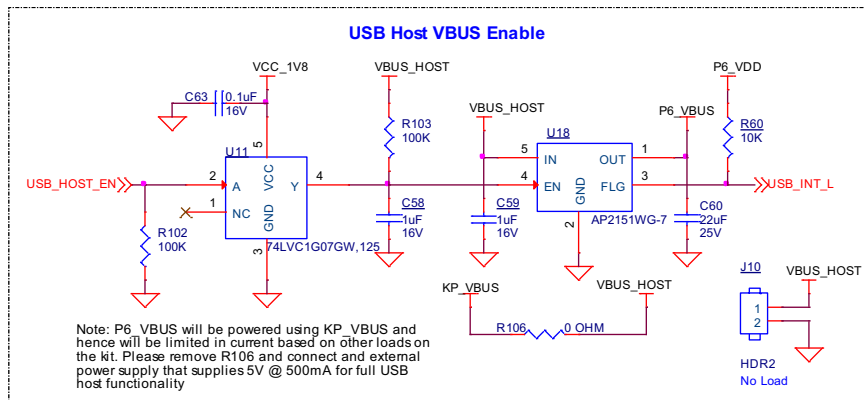 USB Host VBUS Enable
VCC_1V8
VBUS_HOST
P6_VDD
C63
0.1uF
16V
VBUS_HOST
P6_VBUS
R103
100K
R60
10K
U11
U18
5
VCC
5
IN
OUT
1
USB_HOST_EN
2
A
Y
4
4
EN
FLG
3
USB_INT_L
1
NC
GND
GND
C58
1uF
16V
C59
1uF
16V
C60
22uF
25V
R102
100K
3
74LVC1G07GW,125
2
AP2151WG-7
J10
VBUS_HOST
KP_VBUS
VBUS_HOST
1
2
R106
0 OHM
Note: P6_VBUS will be powered using KP_VBUS and
hence will be limited in current based on other loads on
the kit. Please remove R106 and connect and external
power supply that supplies 5V @ 500mA for full USB
host functionality
HDR2
No Load